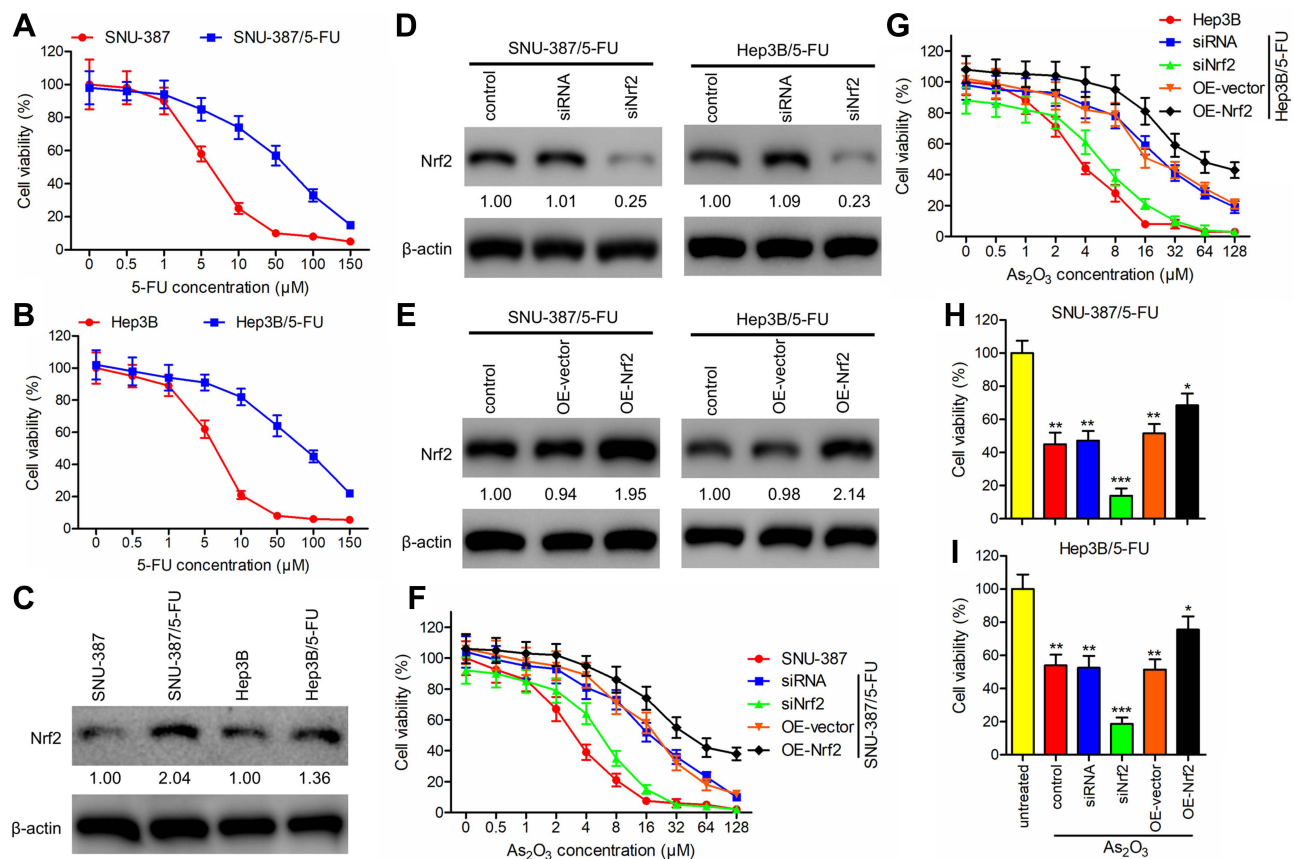 A
SNU-387
SNU-387/5-FU
Cell viability (%)
120
100
80
60
40
20
0
0 0.5 1 5 10 50 100 150
5-FU concentration (µM)
B
Hep3B
Hep3B/5-FU
Cell viability (%)
120
100
80
60
40
20
0
0 0.5 1 5 10 50 100 150
5-FU concentration (µM)
C
SNU-387
SNU-387/5-FU
Hep3B
Hep3B/5-FU
Nrf2
1.00 2.04 1.00 1.36
β-actin
D
SNU-387/5-FU
Hep3B/5-FU
control
siRNA
siNrf2
control
siRNA
siNrf2
Nrf2
1.00 1.01 0.25 1.00 1.09 0.23
β-actin
E
SNU-387/5-FU
Hep3B/5-FU
control
OE-vector
OE-Nrf2
control
OE-vector
OE-Nrf2
Nrf2
1.00 0.94 1.95 1.00 0.98 2.14
β-actin
F
Cell viability (%)
120
100
80
60
40
20
0
0 0.5 1 2 4 8 16 32 64 128
As₂O₃ concentration (µM)
SNU-387
siRNA
siNrf2
OE-vector
OE-Nrf2
SNU-387/5-FU
G
Hep3B
siRNA
siNrf2
OE-vector
OE-Nrf2
Hep3B/5-FU
Cell viability (%)
120
100
80
60
40
20
0
0 0.5 1 2 4 8 16 32 64 128
As₂O₃ concentration (µM)
H
SNU-387/5-FU
Cell viability (%)
120
100
80
60
40
20
0
** ** *** ** *
I
Hep3B/5-FU
Cell viability (%)
120
100
80
60
40
20
0
** ** *** ** *
untreated
control
siRNA
siNrf2
OE-vector
OE-Nrf2
As₂O₃